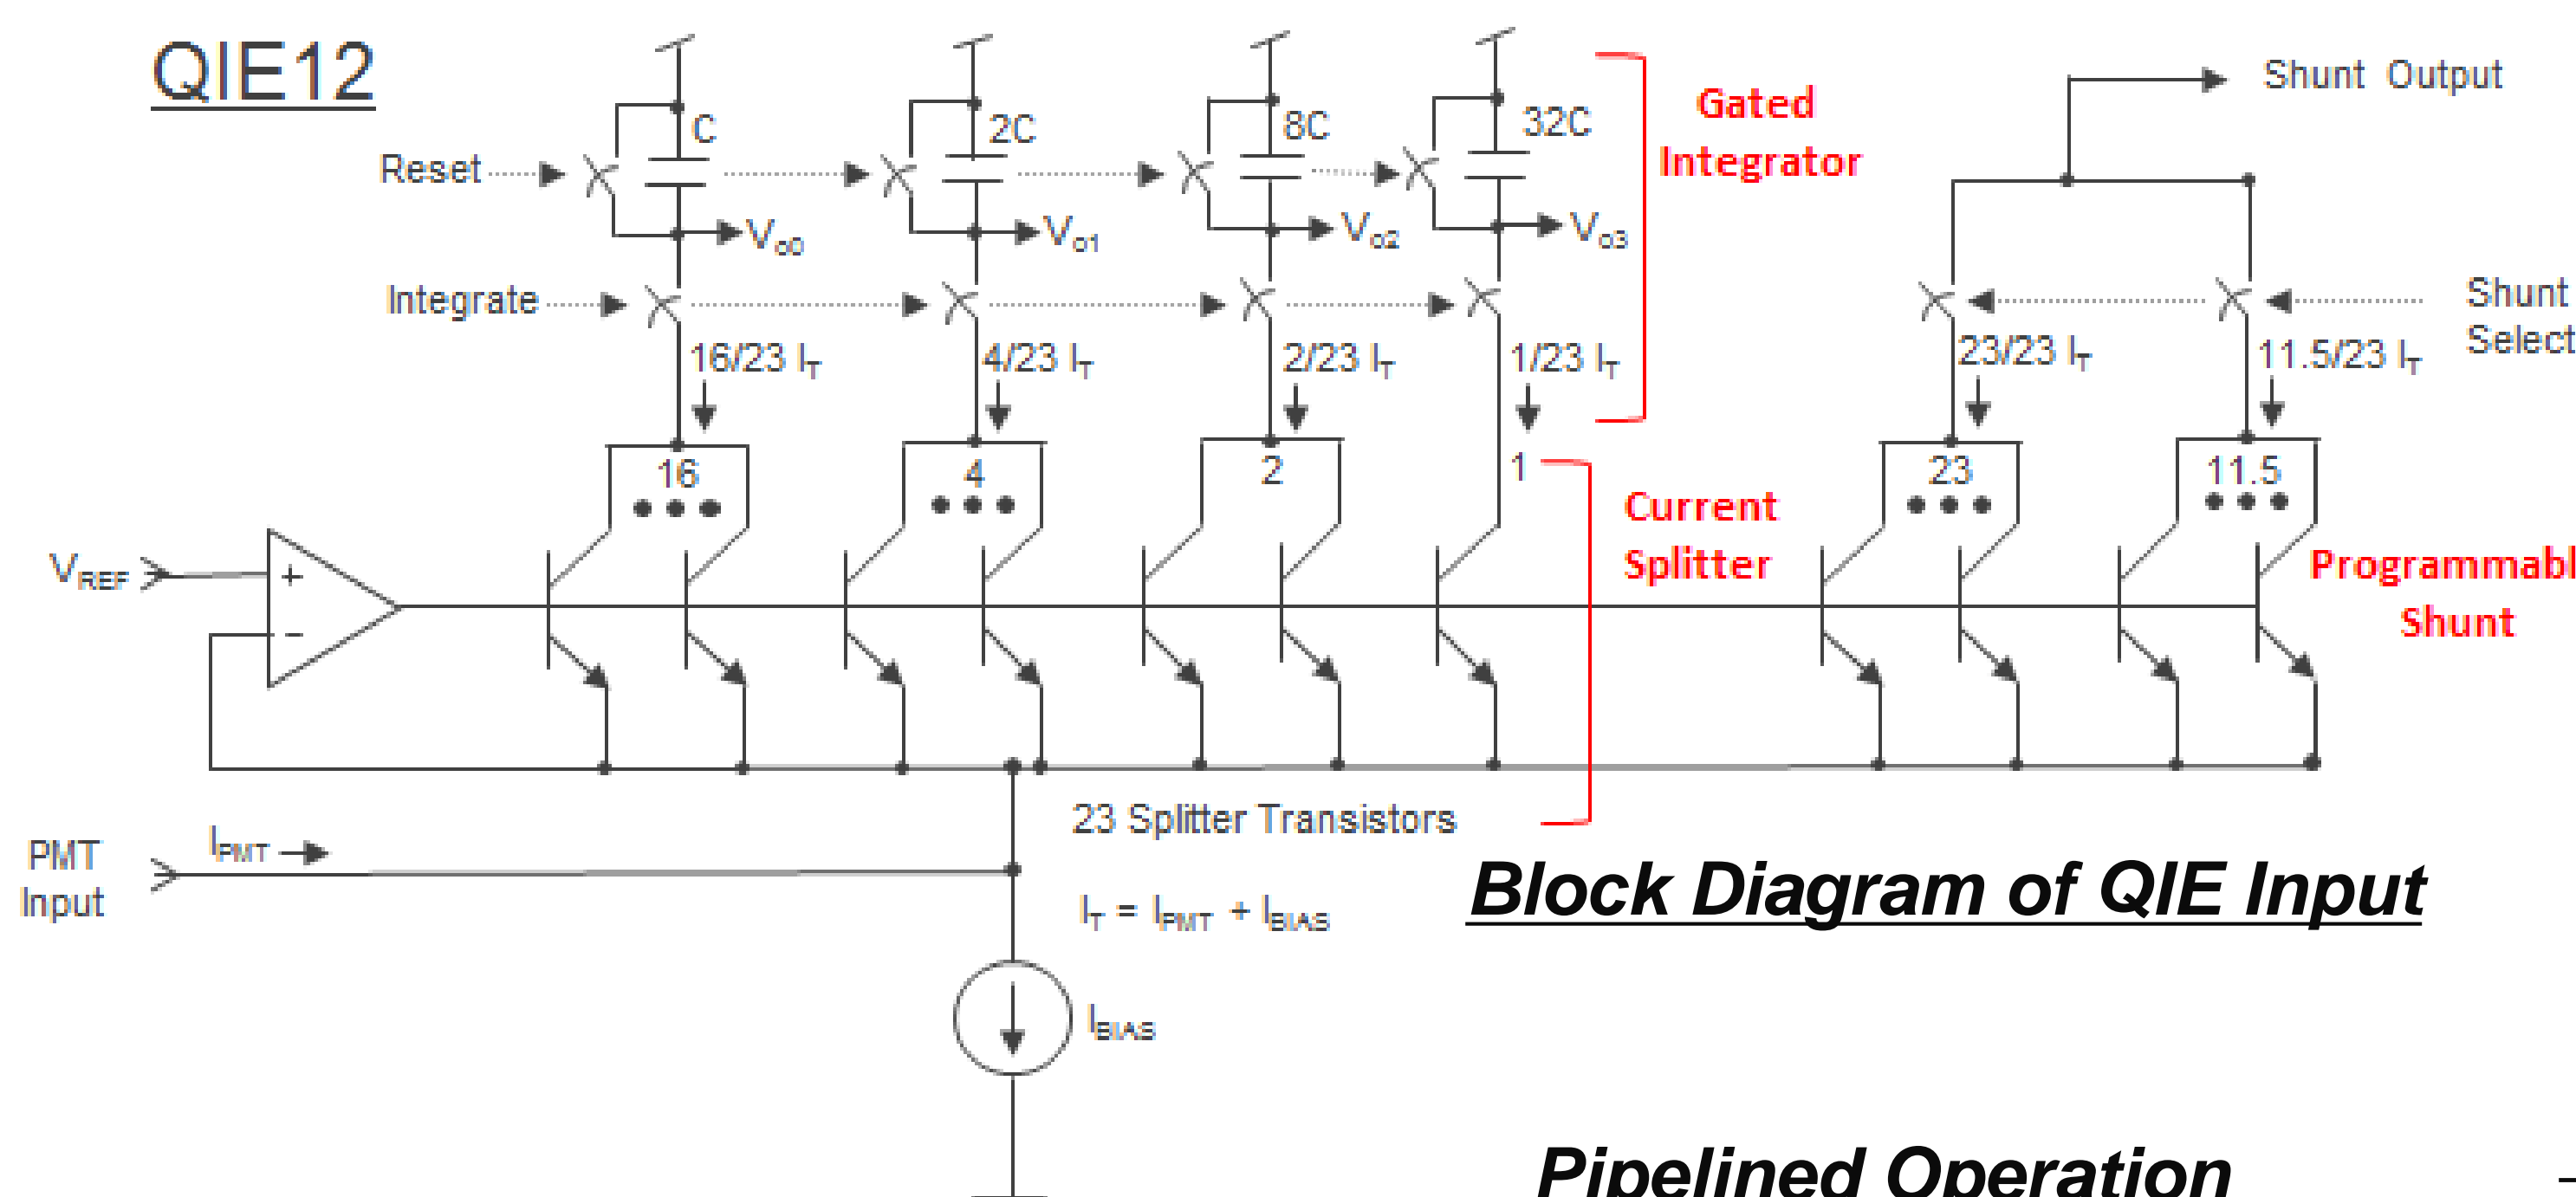 QIE12
Shunt Output
C
2C
8C
32C
Gated
Integrator
Reset
Vo0
Vo1
Vo2
Vo3
Integrate
Shunt
Select
16/23 IT
4/23 IT
2/23 IT
1/23 IT
23/23 IT
11.5/23 IT
16
4
2
1
23
11.5
Current
Splitter
VREF
+
−
Programmabl
Shunt
23 Splitter Transistors
PMT
Input
IPMT
IT = IPMT + IBIAS
Block Diagram of QIE Input
IBIAS
Pipelined Operation